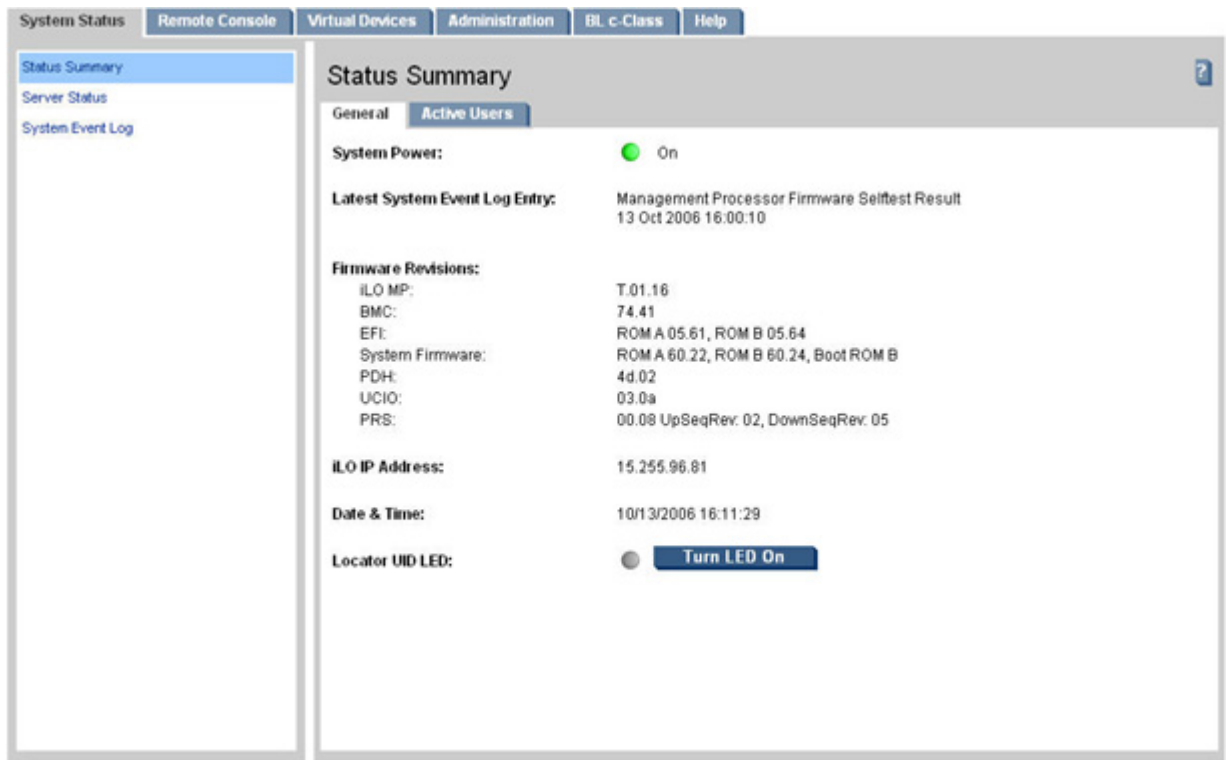 System Status Remote Console Virtual Devices Administration BL c-Class Help
Status Summary
Server Status
System Event Log
Status Summary ?
General Active Users
System Power: On
Latest System Event Log Entry: Management Processor Firmware Selftest Result
13 Oct 2006 16:00:10
Firmware Revisions:
iLO MP: T.01.16
BMC: 74.41
EFI: ROM A 05.61, ROM B 05.64
System Firmware: ROM A 60.22, ROM B 60.24, Boot ROM B
PDH: 4d.02
UCIO: 03.0a
PRS: 00.08 UpSeqRev: 02, DownSeqRev: 05
iLO IP Address: 15.255.96.81
Date & Time: 10/13/2006 16:11:29
Locator UID LED: Turn LED On